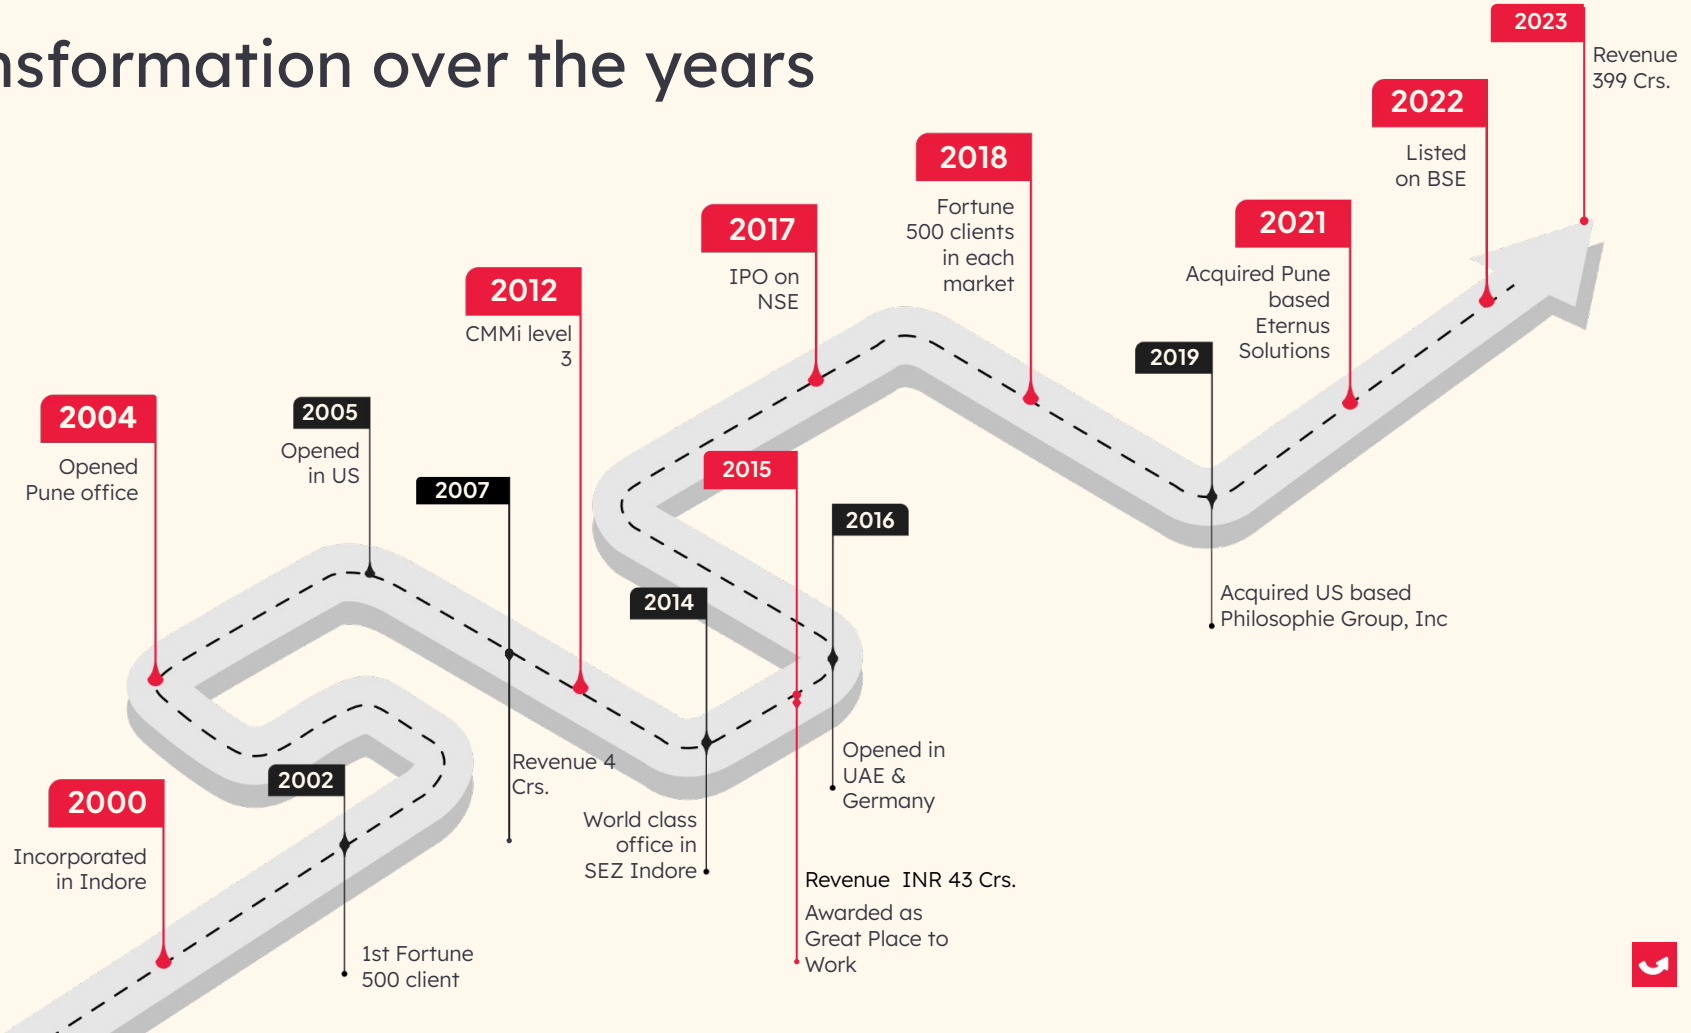 nsformation over the years
2000
Incorporated
in Indore
2002
1st Fortune
500 client
2004
Opened
Pune office
2005
Opened
in US
2007
Revenue 4
Crs.
2012
CMMi level
3
2014
World class
office in
SEZ Indore
2015
Revenue  INR 43 Crs.
Awarded as
Great Place to
Work
2016
Opened in
UAE &
Germany
2017
IPO on
NSE
2018
Fortune
500 clients
in each
market
2019
Acquired US based
Philosophie Group, Inc
2021
Acquired Pune
based
Eternus
Solutions
2022
Listed
on BSE
2023
Revenue
399 Crs.